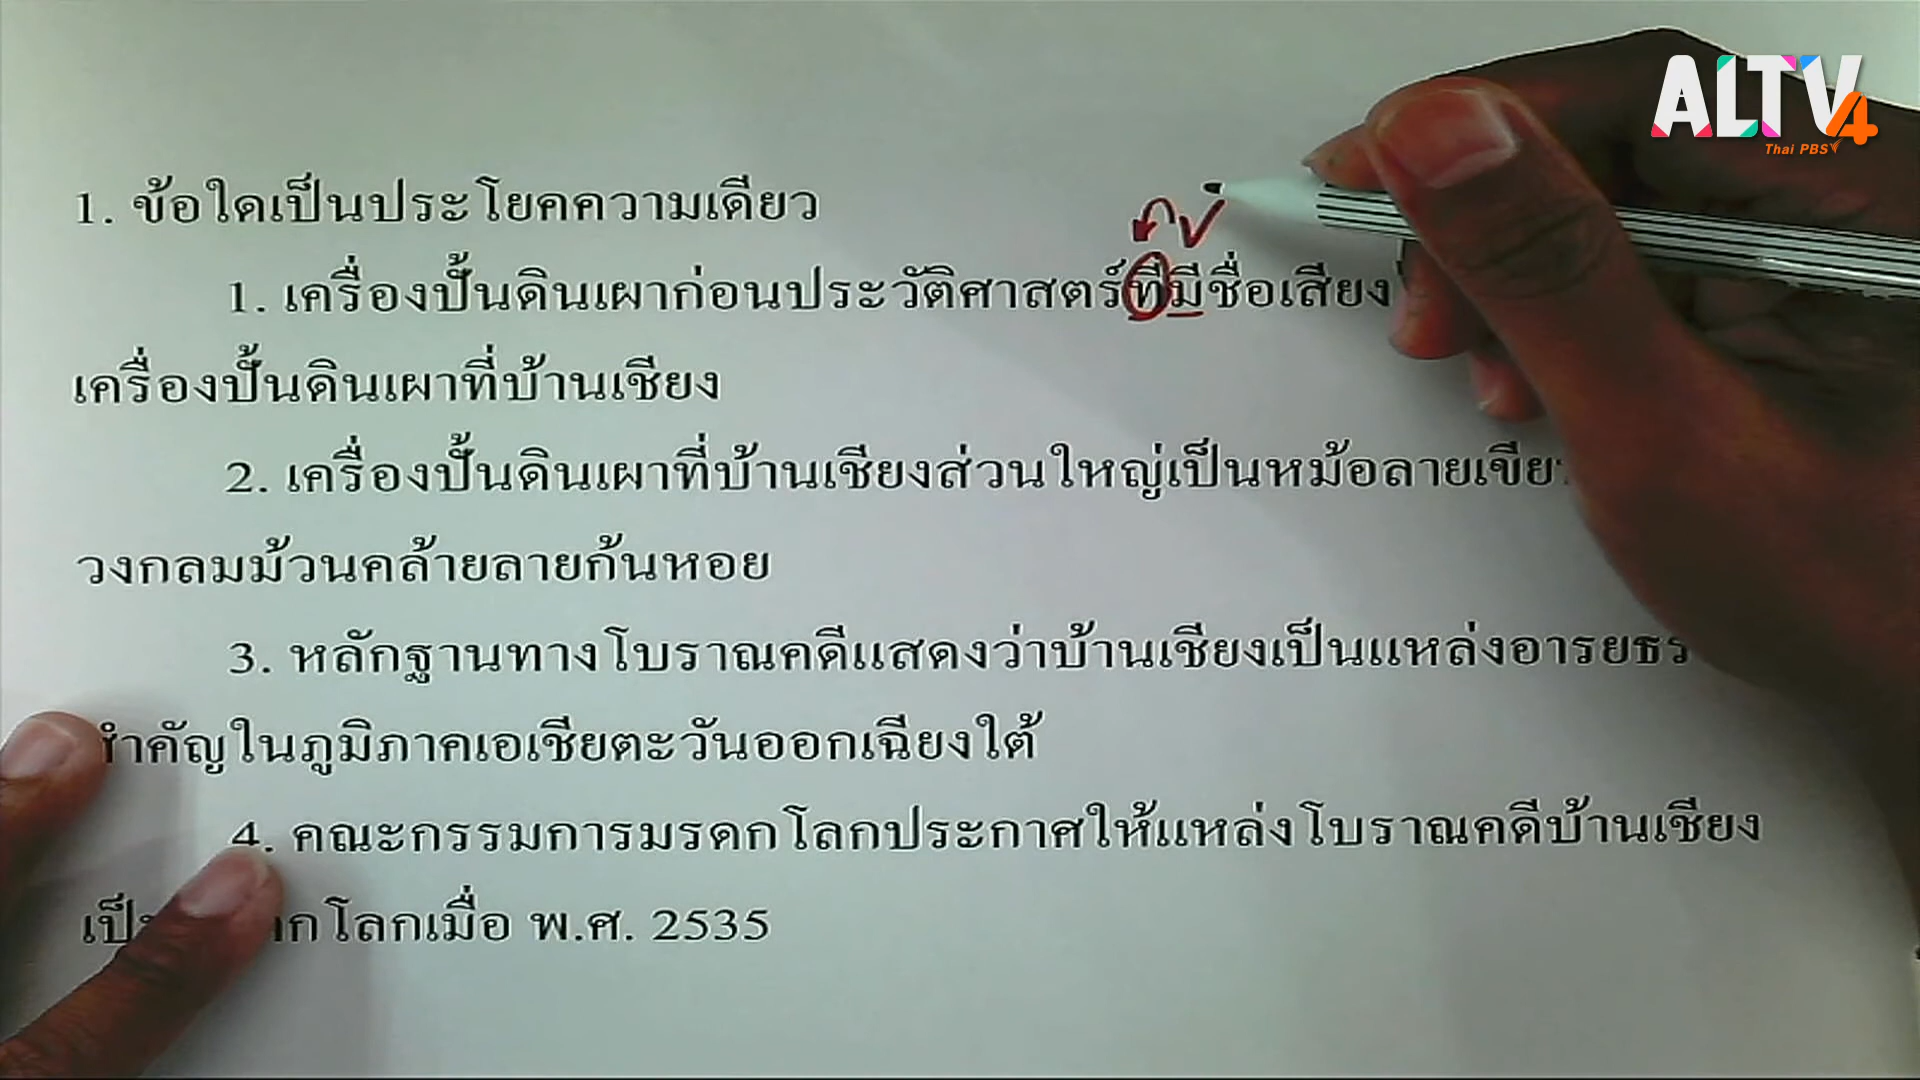 ALTV4
Thai PBS
1. ข้อใดเป็นประโยคความเดียว
1. เครื่องปั้นดินเผาก่อนประวัติศาสตร์ที่มีชื่อเสียง
เครื่องปั้นดินเผาที่บ้านเชียง
2. เครื่องปั้นดินเผาที่บ้านเชียงส่วนใหญ่เป็นหม้อลาย
วงกลมม้วนคล้ายลายก้นหอย
3. หลักฐานทางโบราณคดีแสดงว่าบ้านเชียงเป็นแหล่ง
สำคัญในภูมิภาคเอเชียตะวันออกเฉียงใต้
4. คณะกรรมการมรดกโลกประกาศให้แหล่งโบราณคดีบ้านเชียง
โลกเมื่อ พ.ศ. 2535